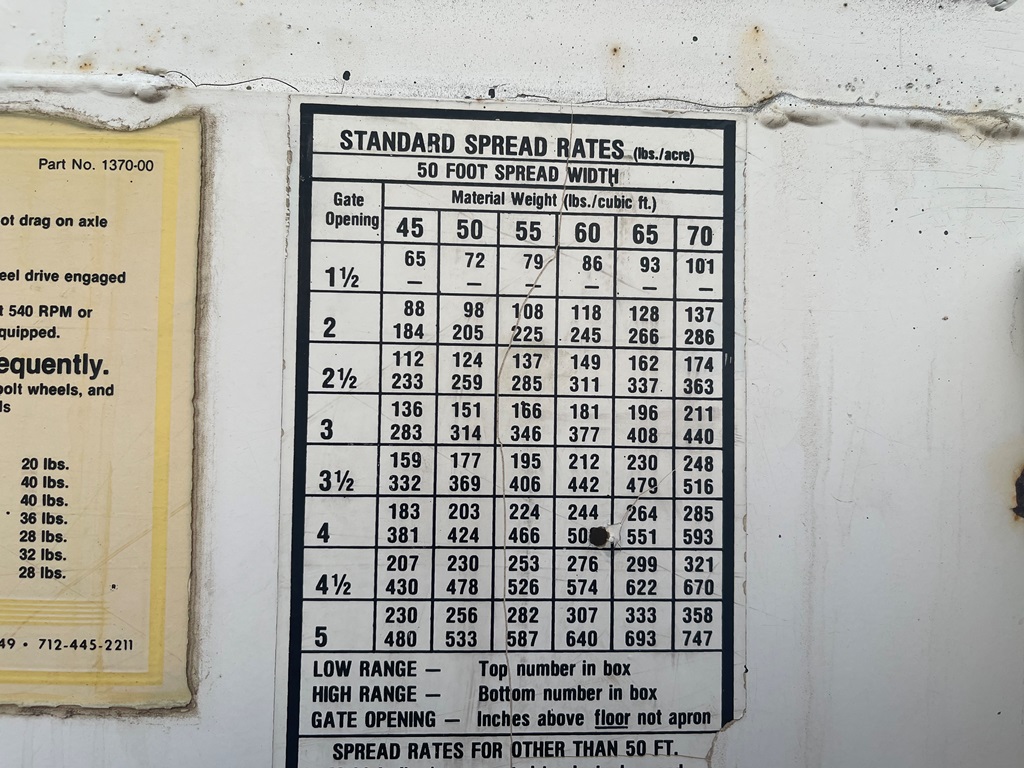 Part No. 1370-00
ot drag on axle
eel drive engaged
t 540 RPM or
quipped.
equently.
olt wheels, and
ls
20 lbs.
40 lbs.
40 lbs.
36 lbs.
28 lbs.
32 lbs.
28 lbs.
49 • 712-445-2211
STANDARD SPREAD RATES (lbs./acre)
50 FOOT SPREAD WIDTH
Gate Opening
Material Weight (lbs./cubic ft.)
45 50 55 60 65 70
65 72 79 86 93 101
1½ — — — — — —
88 98 108 118 128 137
2 184 205 225 245 266 286
112 124 137 149 162 174
2½ 233 259 285 311 337 363
136 151 166 181 196 211
3 283 314 346 377 408 440
159 177 195 212 230 248
3½ 332 369 406 442 479 516
183 203 224 244 264 285
4 381 424 466 50 551 593
207 230 253 276 299 321
4½ 430 478 526 574 622 670
230 256 282 307 333 358
5 480 533 587 640 693 747
LOW RANGE — Top number in box
HIGH RANGE — Bottom number in box
GATE OPENING — Inches above floor not apron
SPREAD RATES FOR OTHER THAN 50 FT.